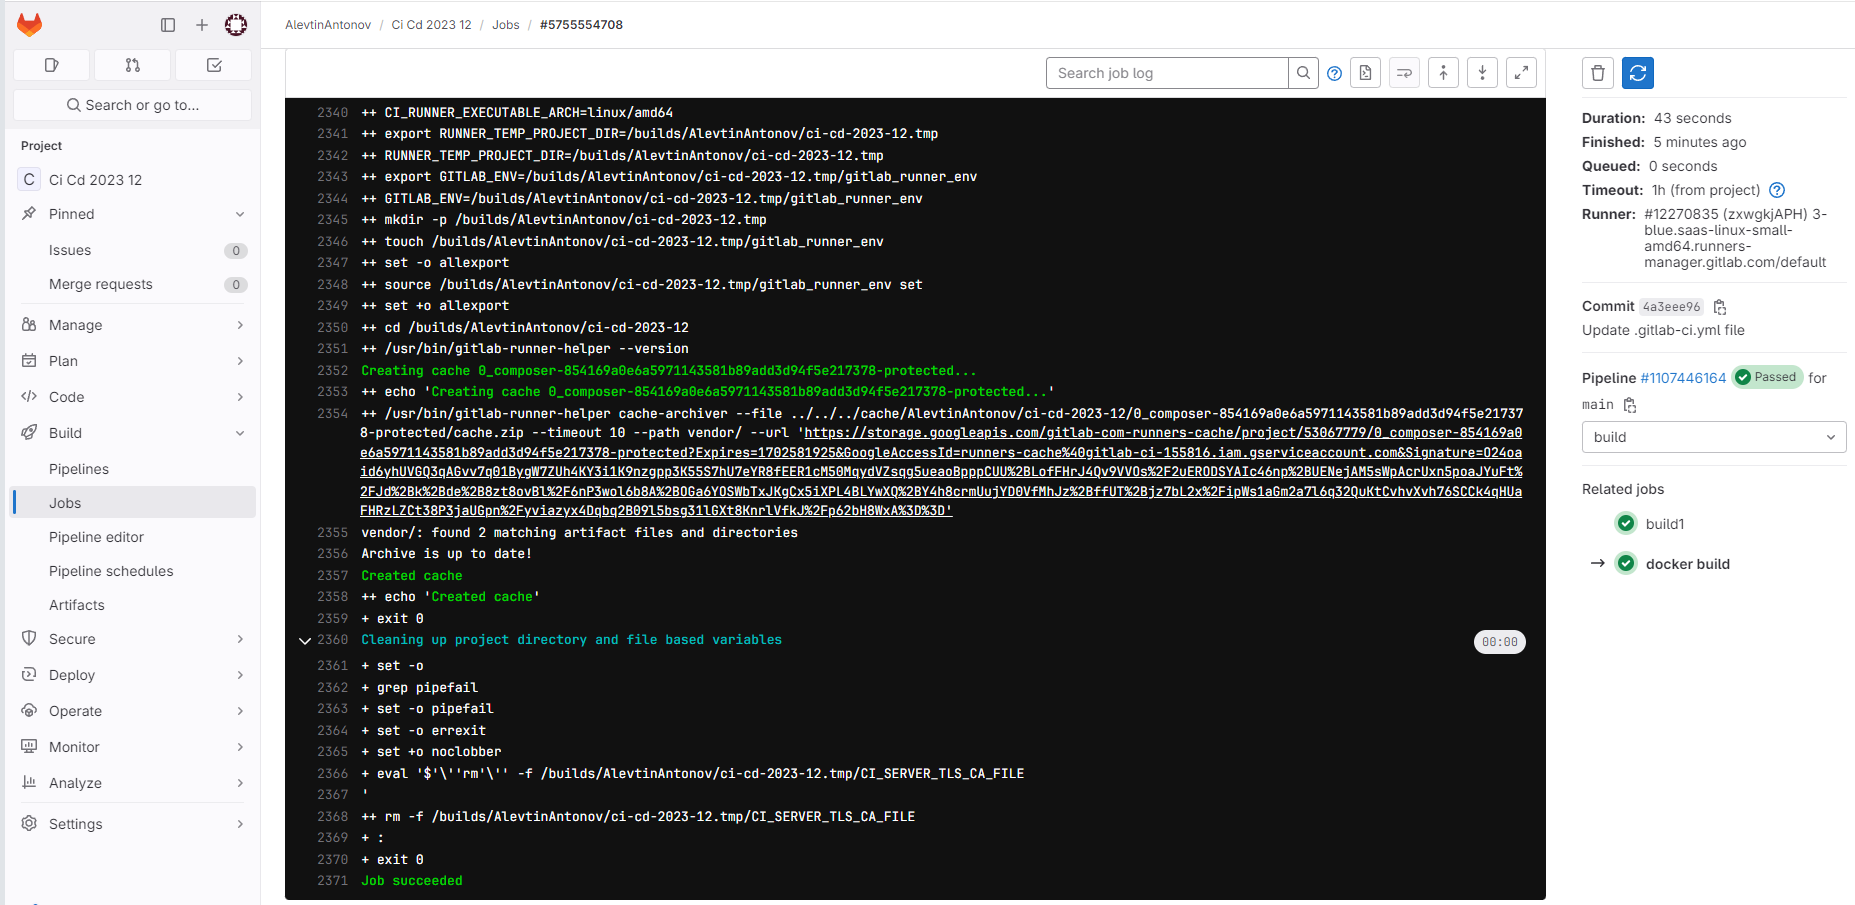 AlevtinAntonov / Ci Cd 2023 12 / Jobs / #5755554708
Search or go to...
Project
C Ci Cd 2023 12
Pinned
Issues 0
Merge requests 0
Manage
Plan
Code
Build
Pipelines
Jobs
Pipeline editor
Pipeline schedules
Artifacts
Secure
Deploy
Operate
Monitor
Analyze
Settings
Search job log
2340 ++ CI_RUNNER_EXECUTABLE_ARCH=linux/amd64
2341 ++ export RUNNER_TEMP_PROJECT_DIR=/builds/AlevtinAntonov/ci-cd-2023-12.tmp
2342 ++ RUNNER_TEMP_PROJECT_DIR=/builds/AlevtinAntonov/ci-cd-2023-12.tmp
2343 ++ export GITLAB_ENV=/builds/AlevtinAntonov/ci-cd-2023-12.tmp/gitlab_runner_env
2344 ++ GITLAB_ENV=/builds/AlevtinAntonov/ci-cd-2023-12.tmp/gitlab_runner_env
2345 ++ mkdir -p /builds/AlevtinAntonov/ci-cd-2023-12.tmp
2346 ++ touch /builds/AlevtinAntonov/ci-cd-2023-12.tmp/gitlab_runner_env
2347 ++ set -o allexport
2348 ++ source /builds/AlevtinAntonov/ci-cd-2023-12.tmp/gitlab_runner_env set
2349 ++ set +o allexport
2350 ++ cd /builds/AlevtinAntonov/ci-cd-2023-12
2351 ++ /usr/bin/gitlab-runner-helper --version
2352 Creating cache 0_composer-854169a0e6a5971143581b89add3d94f5e217378-protected...
2353 ++ echo 'Creating cache 0_composer-854169a0e6a5971143581b89add3d94f5e217378-protected...'
2354 ++ /usr/bin/gitlab-runner-helper cache-archiver --file ../../../cache/AlevtinAntonov/ci-cd-2023-12/0_composer-854169a0e6a5971143581b89add3d94f5e21737
8-protected/cache.zip --timeout 10 --path vendor/ --url 'https://storage.googleapis.com/gitlab-com-runners-cache/project/53067779/0_composer-854169a0
e6a5971143581b89add3d94f5e217378-protected?Expires=1702581925&GoogleAccessId=runners-cache%40gitlab-ci-155816.iam.gserviceaccount.com&Signature=O24oa
id6yhUVGQ3qAGvv7q01BygW7ZUh4KY3i1K9nzgpp3K55S7hU7eYR8fEER1cM50MqydVZsqg5ueaoBpppCUU%2BLofFHrJ4Qv9VVOs%2F2uERODSYAIc46np%2BUENejAM5sWpAcrUxn5poaJYuFt%
2FJd%2Bk%2Bde%2B8zt8ovBl%2F6nP3wol6b8A%2BOGa6YOSWbTxJKgCx5iXPL4BLYwXQ%2BY4h8crmUujYD0VfMhJz%2BffUT%2Bjz7bL2x%2FipWs1aGm2a7l6q32QuKtCvhvXvh76SCCk4qHUa
FHRzLZCt38P3jaUGpn%2Fyviazyx4Dqbq2B09l5bsg31lGXt8KnrlVfkJ%2Fp62bH8WxA%3D%3D'
2355 vendor/: found 2 matching artifact files and directories
2356 Archive is up to date!
2357 Created cache
2358 ++ echo 'Created cache'
2359 + exit 0
2360 Cleaning up project directory and file based variables 00:00
2361 + set -o
2362 + grep pipefail
2363 + set -o pipefail
2364 + set -o errexit
2365 + set +o noclobber
2366 + eval '$'\''rm'\'' -f /builds/AlevtinAntonov/ci-cd-2023-12.tmp/CI_SERVER_TLS_CA_FILE
2367 '
2368 ++ rm -f /builds/AlevtinAntonov/ci-cd-2023-12.tmp/CI_SERVER_TLS_CA_FILE
2369 + :
2370 + exit 0
2371 Job succeeded
Duration: 43 seconds
Finished: 5 minutes ago
Queued: 0 seconds
Timeout: 1h (from project)
Runner: #12270835 (zxwgkjAPH) 3-
blue.saas-linux-small-
amd64.runners-
manager.gitlab.com/default
Commit 4a3eee96
Update .gitlab-ci.yml file
Pipeline #1107446164 Passed for
main
build
Related jobs
build1
→ docker build